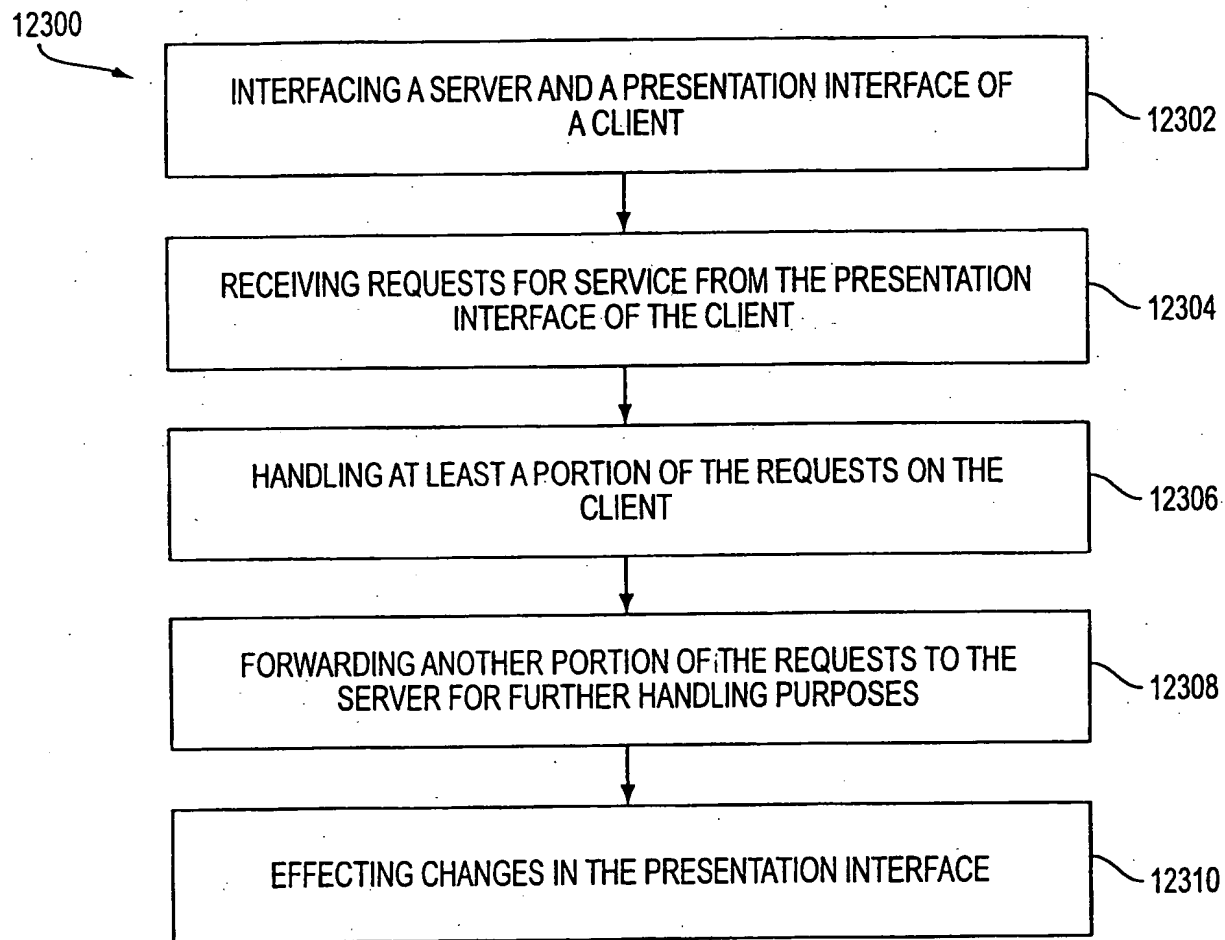 12300
INTERFACING A SERVER AND A PRESENTATION INTERFACE OF
A CLIENT
12302
RECEIVING REQUESTS FOR SERVICE FROM THE PRESENTATION
INTERFACE OF THE CLIENT
12304
HANDLING AT LEAST A PORTION OF THE REQUESTS ON THE
CLIENT
12306
FORWARDING ANOTHER PORTION OF THE REQUESTS TO THE
SERVER FOR FURTHER HANDLING PURPOSES
12308
EFFECTING CHANGES IN THE PRESENTATION INTERFACE
12310